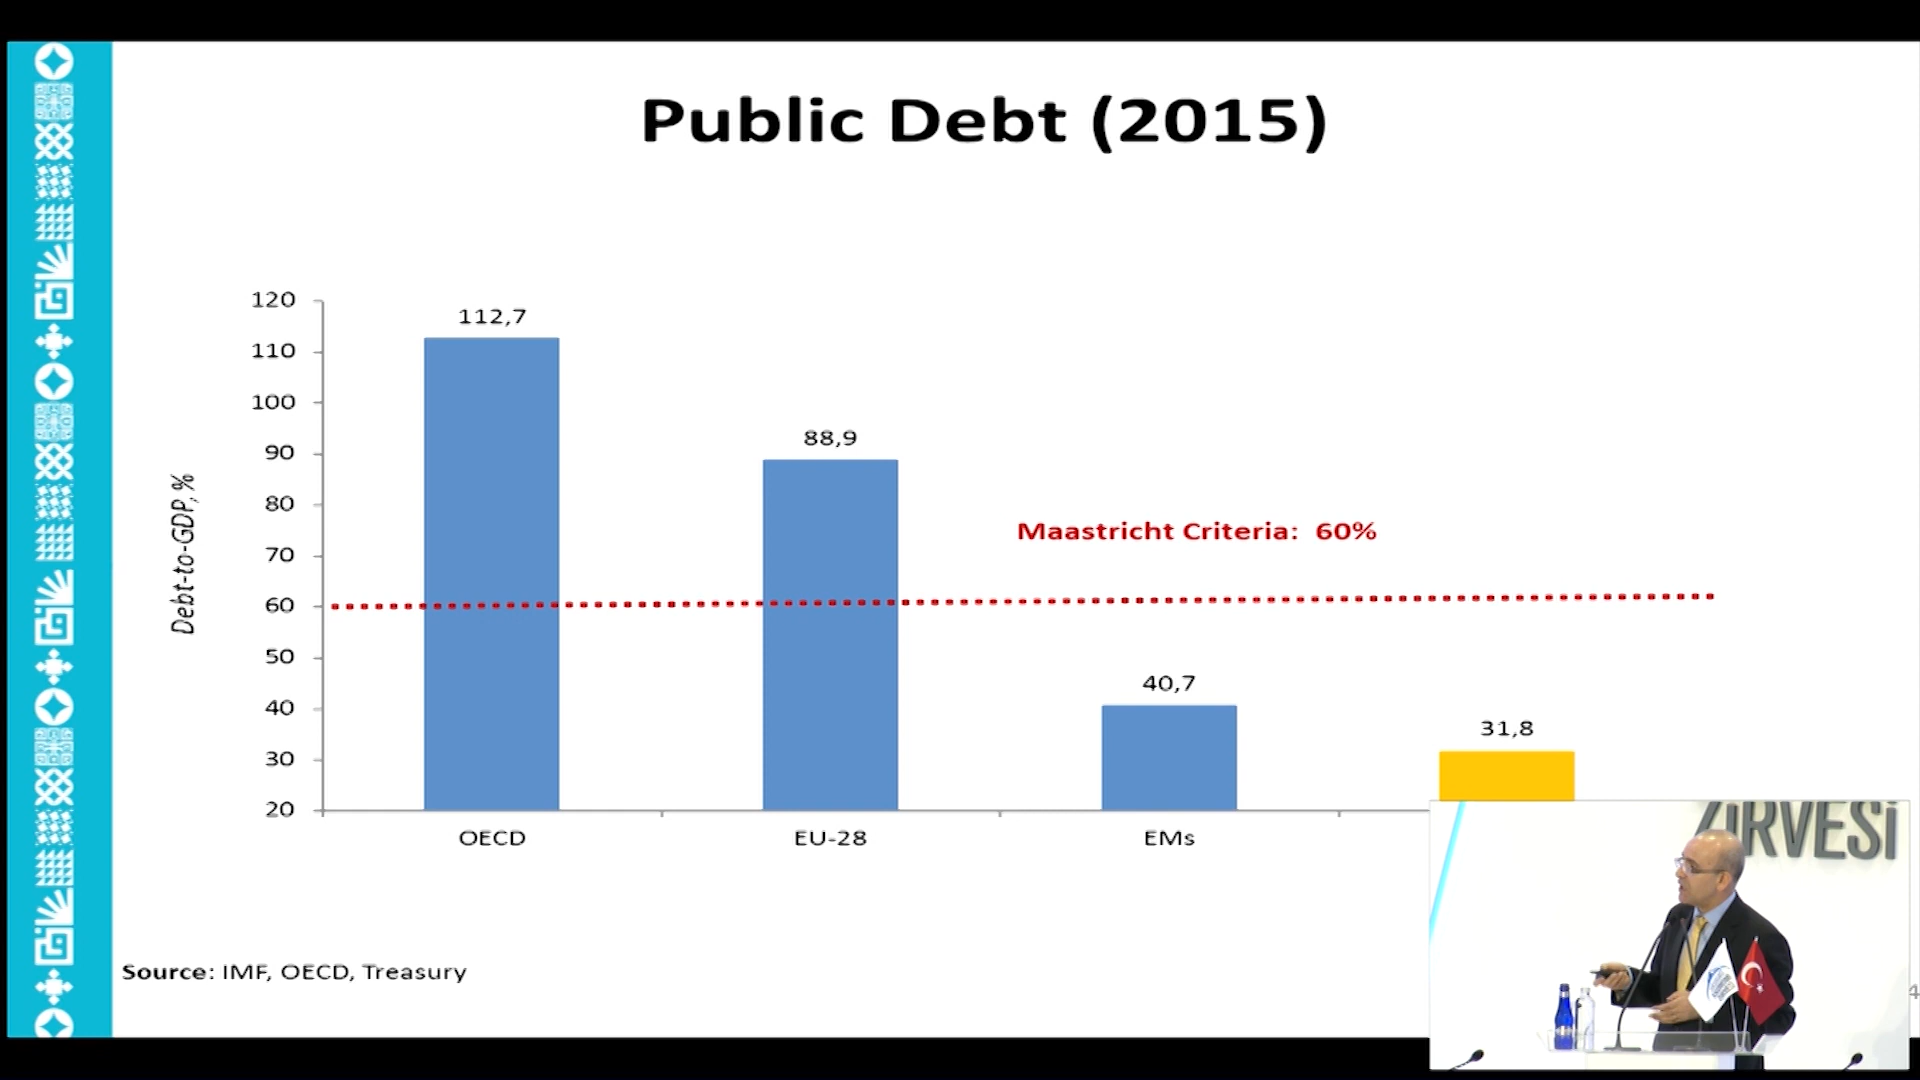 Public Debt (2015)
Debt-to-GDP, %
120
110
100
90
80
70
60
50
40
30
20
112,7
88,9
40,7
31,8
Maastricht Criteria: 60%
OECD
EU-28
EMs
Source: IMF, OECD, Treasury
4
ZİRVESİ